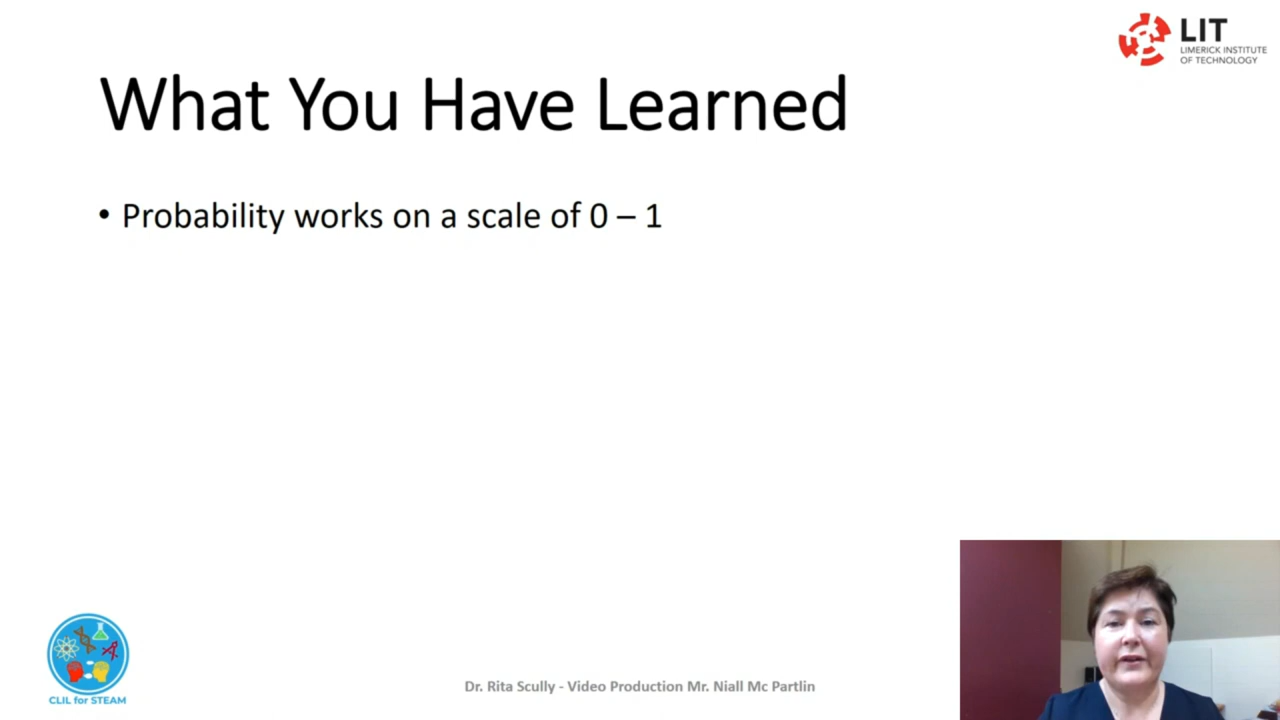 LIT
LIMERICK INSTITUTE
OF TECHNOLOGY
What You Have Learned
• Probability works on a scale of 0 – 1
CLIL for STEAM
Dr. Rita Scully - Video Production Mr. Niall Mc Partlin